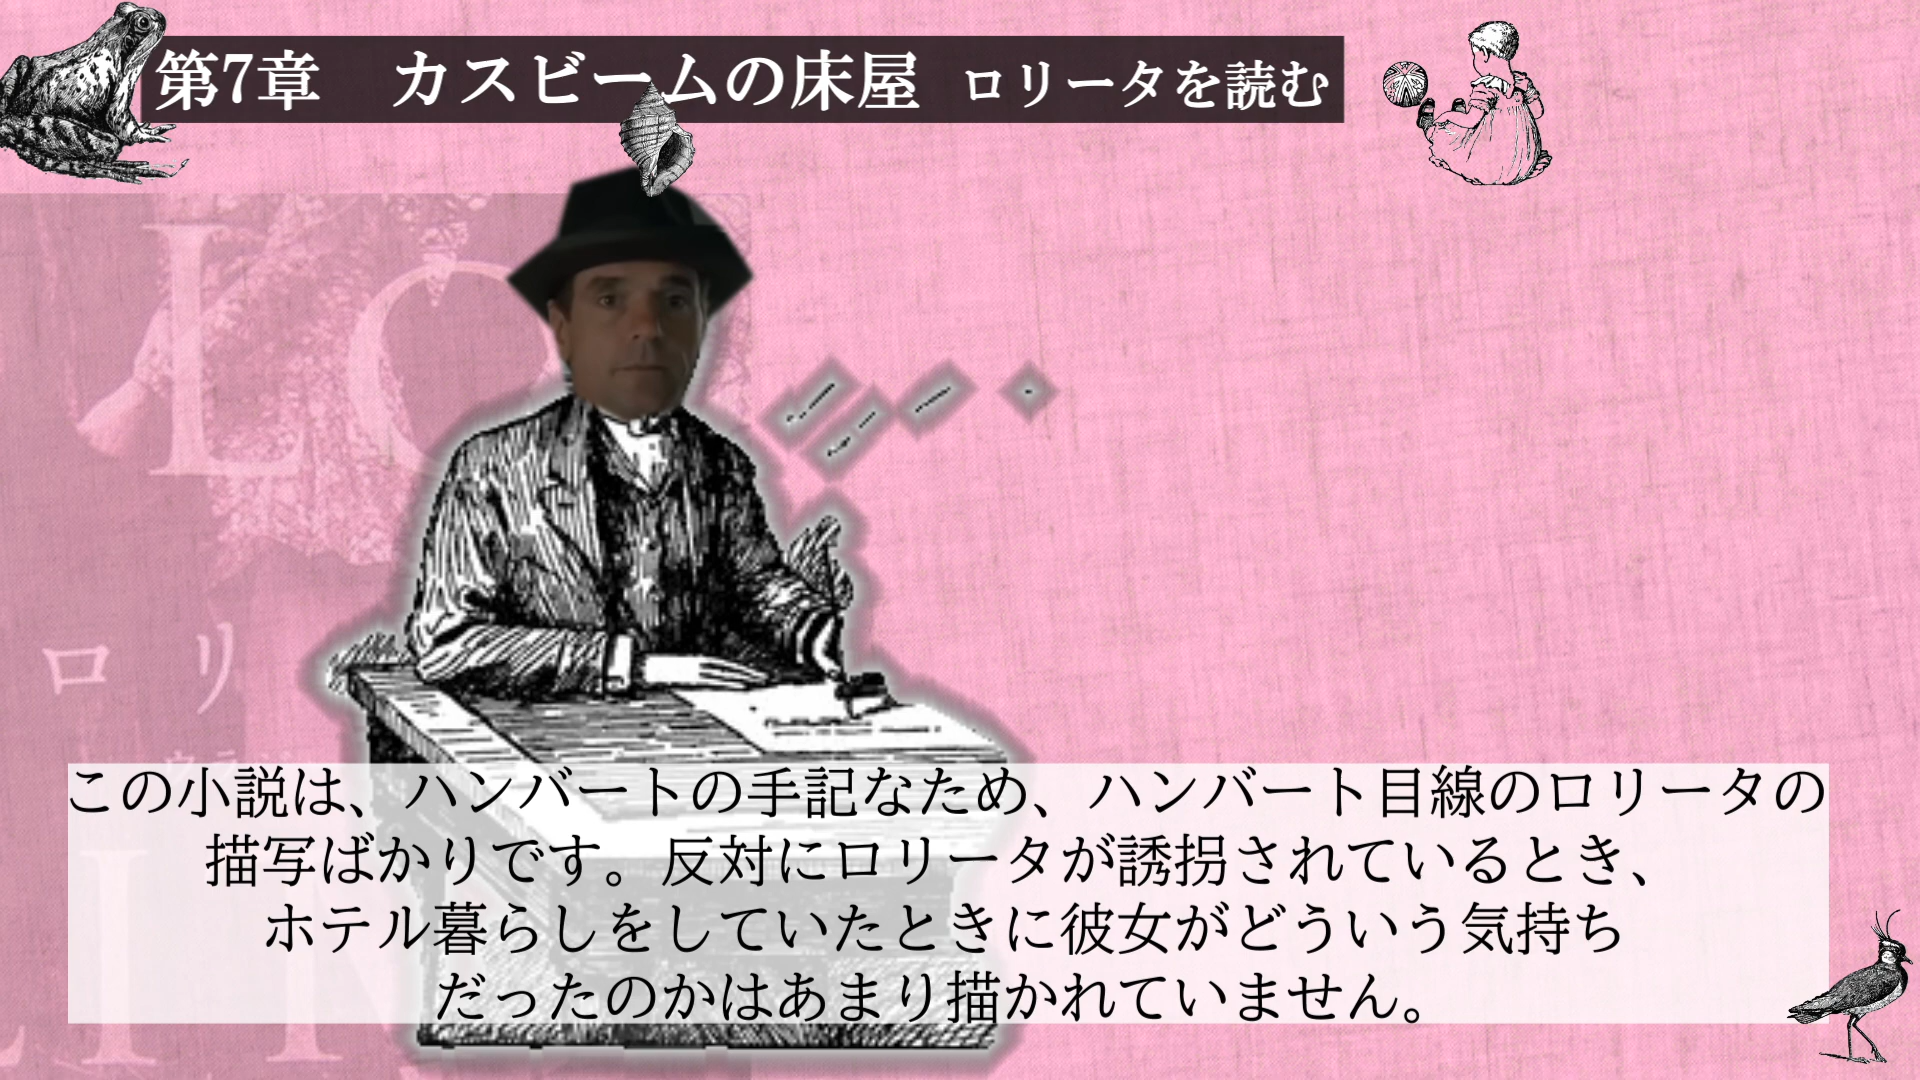 第7章　カスビームの床屋　ロリータを読む
LO
ロリ
この小説は、ハンバートの手記なため、ハンバート目線のロリータの
描写ばかりです。反対にロリータが誘拐されているとき、
ホテル暮らしをしていたときに彼女がどういう気持ち
だったのかはあまり描かれていません。